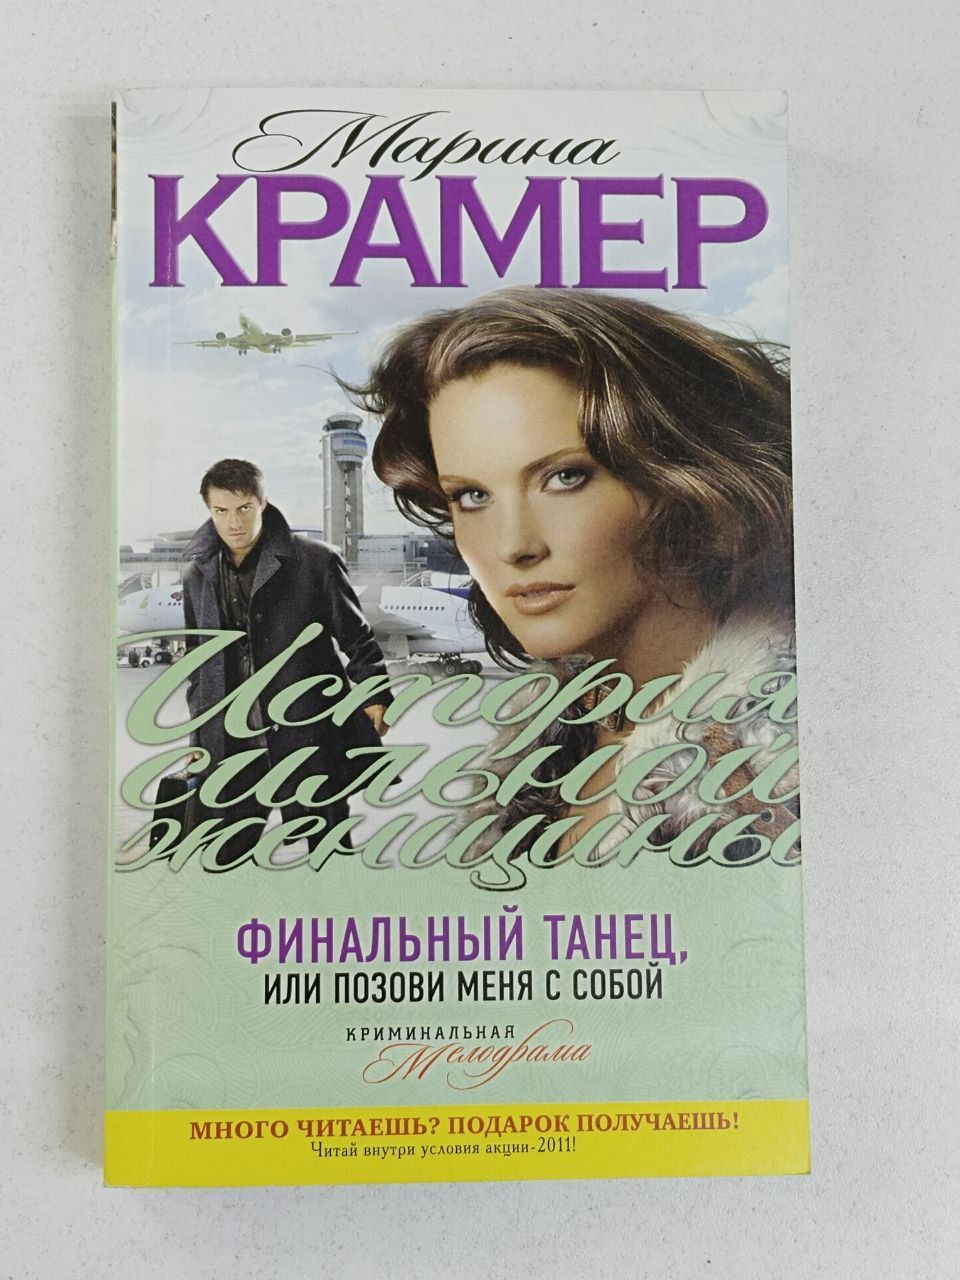 Марина
КРАМЕР
История
сильной
женщины
ФИНАЛЬНЫЙ ТАНЕЦ,
ИЛИ ПОЗОВИ МЕНЯ С СОБОЙ
КРИМИНАЛЬНАЯ
Мелодрама
МНОГО ЧИТАЕШЬ? ПОДАРОК ПОЛУЧАЕШЬ!
Читай внутри условия акции-2011!